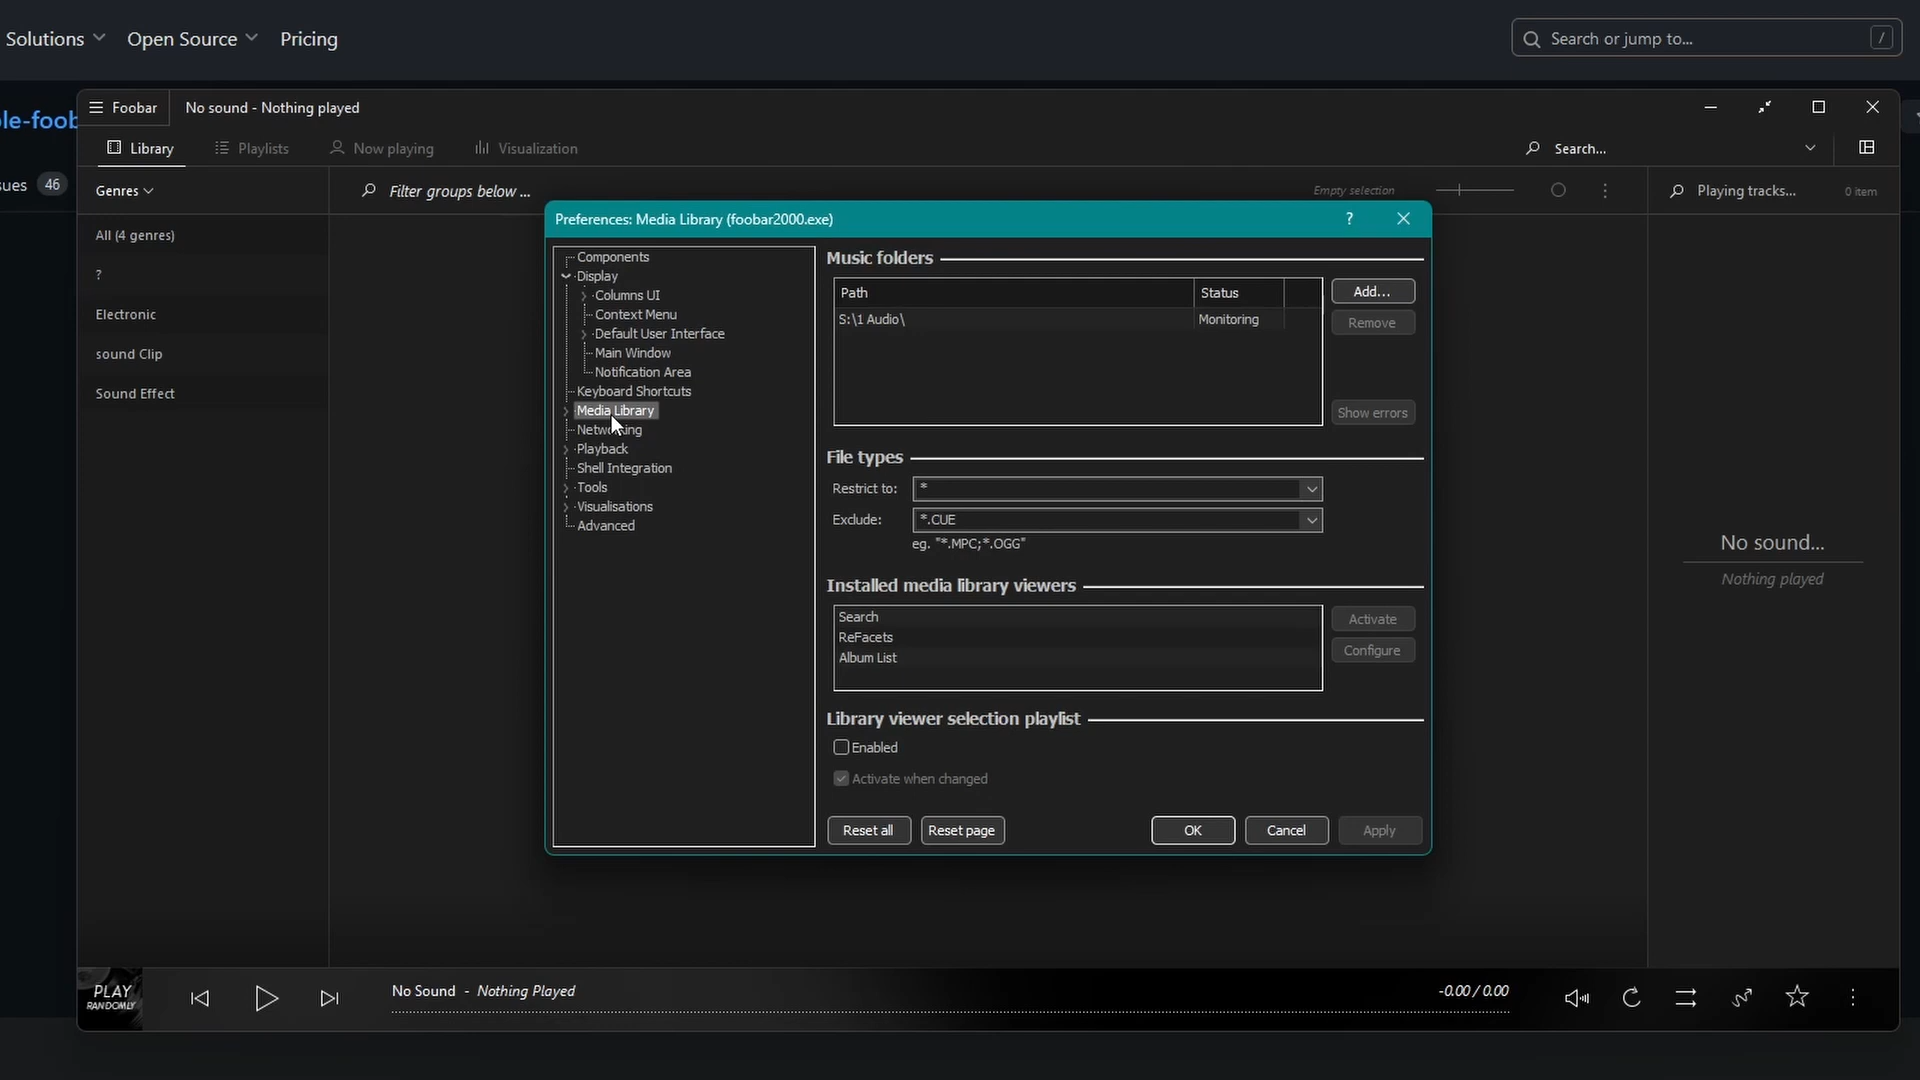 Solutions
Open Source
Pricing
Search or jump to...
/
le-foob
sues 46
Foobar
No sound - Nothing played
Library
Playlists
Now playing
Visualization
Search...
Genres
Filter groups below ...
Empty selection
Playing tracks...
0 item
All (4 genres)
?
Electronic
sound Clip
Sound Effect
Preferences: Media Library (foobar2000.exe)
?
Components
Display
Columns UI
Context Menu
Default User Interface
Main Window
Notification Area
Keyboard Shortcuts
Media Library
Networking
Playback
Shell Integration
Tools
Visualisations
Advanced
Music folders
Path
Status
Add...
S:\1 Audio\
Monitoring
Remove
Show errors
File types
Restrict to:
*
Exclude:
*.CUE
eg. "*.MPC;*.OGG"
Installed media library viewers
Search
ReFacets
Album List
Activate
Configure
Library viewer selection playlist
Enabled
Activate when changed
Reset all
Reset page
OK
Cancel
Apply
No sound...
Nothing played
PLAY
RANDOMLY
No Sound - Nothing Played
-0.00 / 0.00